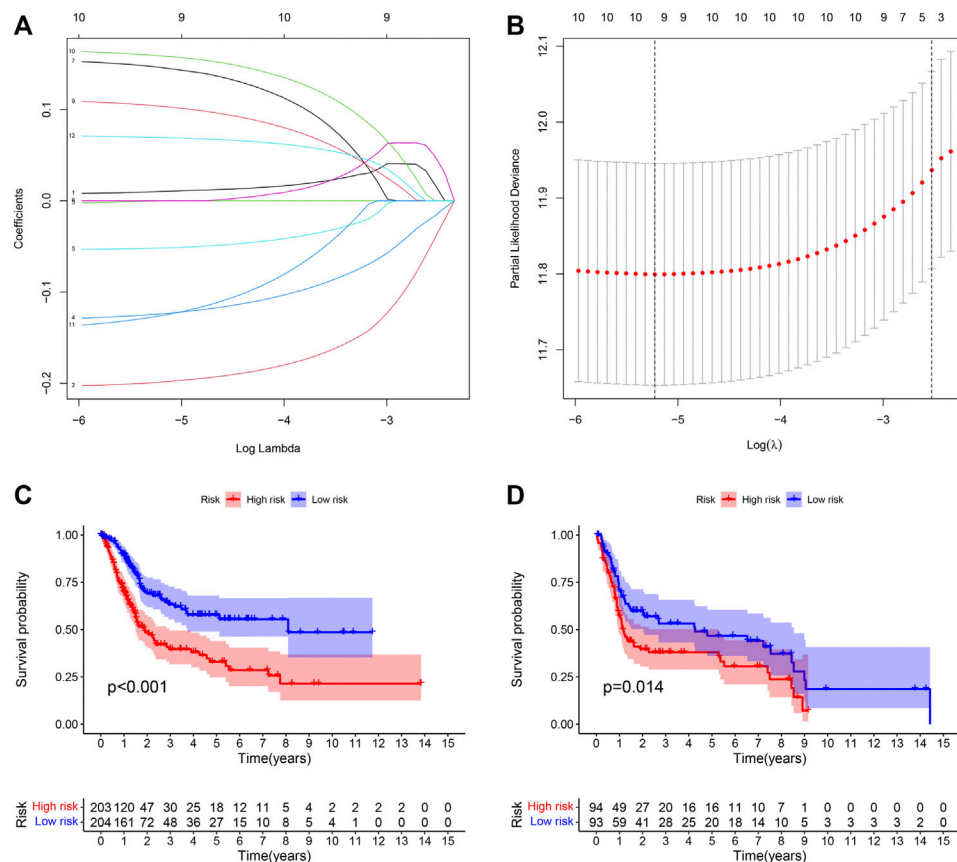 A
10 9 10 9
0.1
0.0
−0.1
−0.2
Coefficients
10
7
9
12
1
5
4
11
2
−6 −5 −4 −3
Log Lambda
B
10 10 10 9 9 10 10 10 10 10 10 9 7 5 3
12.1
12.0
11.9
11.8
11.7
Partial Likelihood Deviance
−6 −5 −4 −3
Log(λ)
C
Risk High risk Low risk
1.00
0.75
0.50
0.25
0.00
Survival probability
p<0.001
0 1 2 3 4 5 6 7 8 9 10 11 12 13 14 15
Time(years)
Risk
High risk 203 120 47 30 25 18 12 11 5 4 2 2 2 2 0 0
Low risk 204 161 72 48 36 27 15 10 8 5 4 1 0 0 0 0
0 1 2 3 4 5 6 7 8 9 10 11 12 13 14 15
Time(years)
D
Risk High risk Low risk
1.00
0.75
0.50
0.25
0.00
Survival probability
p=0.014
0 1 2 3 4 5 6 7 8 9 10 11 12 13 14 15
Time(years)
Risk
High risk 94 49 27 20 16 16 11 10 7 1 0 0 0 0 0 0
Low risk 93 59 41 28 25 20 18 14 10 5 3 3 3 3 2 0
0 1 2 3 4 5 6 7 8 9 10 11 12 13 14 15
Time(years)